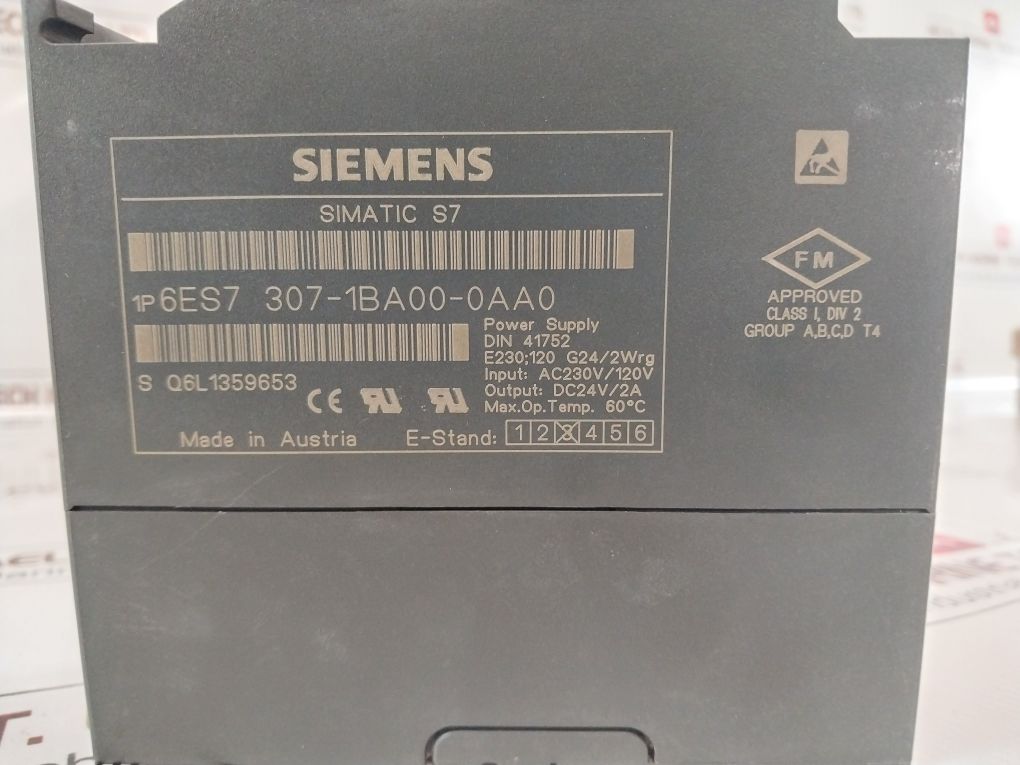 SIEMENS
SIMATIC S7
1P 6ES7 307-1BA00-0AA0
S Q6L1359653
Power Supply
DIN 41752
E230;120 G24/2Wrg
Input: AC230V/120V
Output: DC24V/2A
Max.Op.Temp. 60°C
CE
Made in Austria
E-Stand: 1 2 3 4 5 6
FM
APPROVED
CLASS I, DIV 2
GROUP A,B,C,D T4